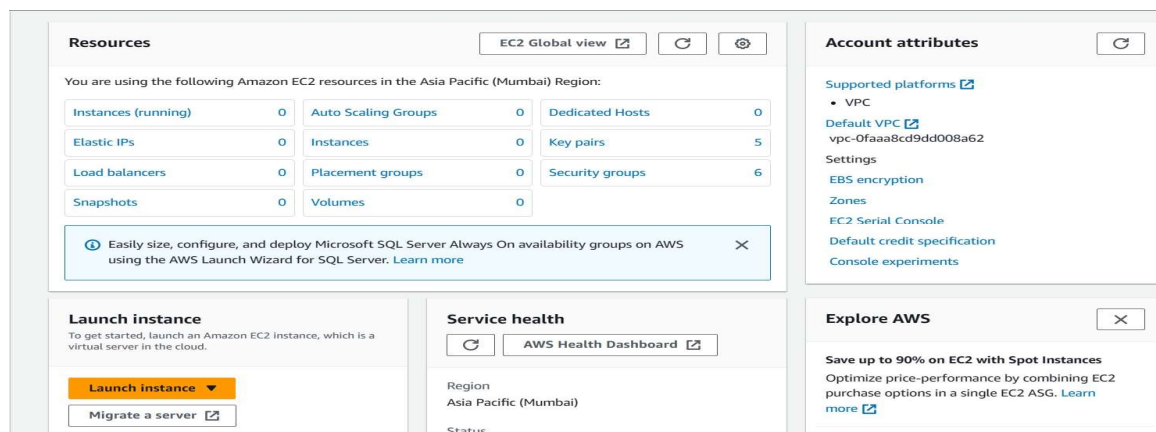 Resources
EC2 Global view
You are using the following Amazon EC2 resources in the Asia Pacific (Mumbai) Region:
Instances (running) 0 Auto Scaling Groups 0 Dedicated Hosts 0
Elastic IPs 0 Instances 0 Key pairs 5
Load balancers 0 Placement groups 0 Security groups 6
Snapshots 0 Volumes 0
Easily size, configure, and deploy Microsoft SQL Server Always On availability groups on AWS
using the AWS Launch Wizard for SQL Server. Learn more
Account attributes
Supported platforms
• VPC
Default VPC
vpc-0faaa8cd9dd008a62
Settings
EBS encryption
Zones
EC2 Serial Console
Default credit specification
Console experiments
Launch instance
To get started, launch an Amazon EC2 instance, which is a
virtual server in the cloud.
Launch instance
Migrate a server
Service health
AWS Health Dashboard
Region
Asia Pacific (Mumbai)
Status
Explore AWS
Save up to 90% on EC2 with Spot Instances
Optimize price-performance by combining EC2
purchase options in a single EC2 ASG. Learn
more